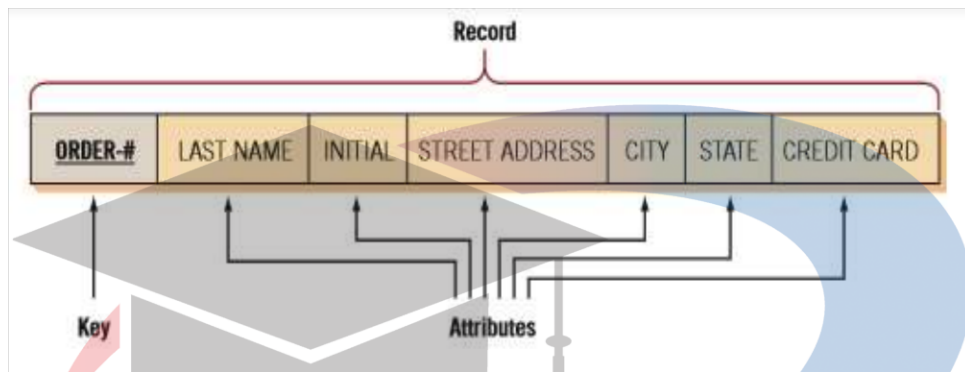 Record
ORDER-# LAST NAME INITIAL STREET ADDRESS CITY STATE CREDIT CARD
Key Attributes